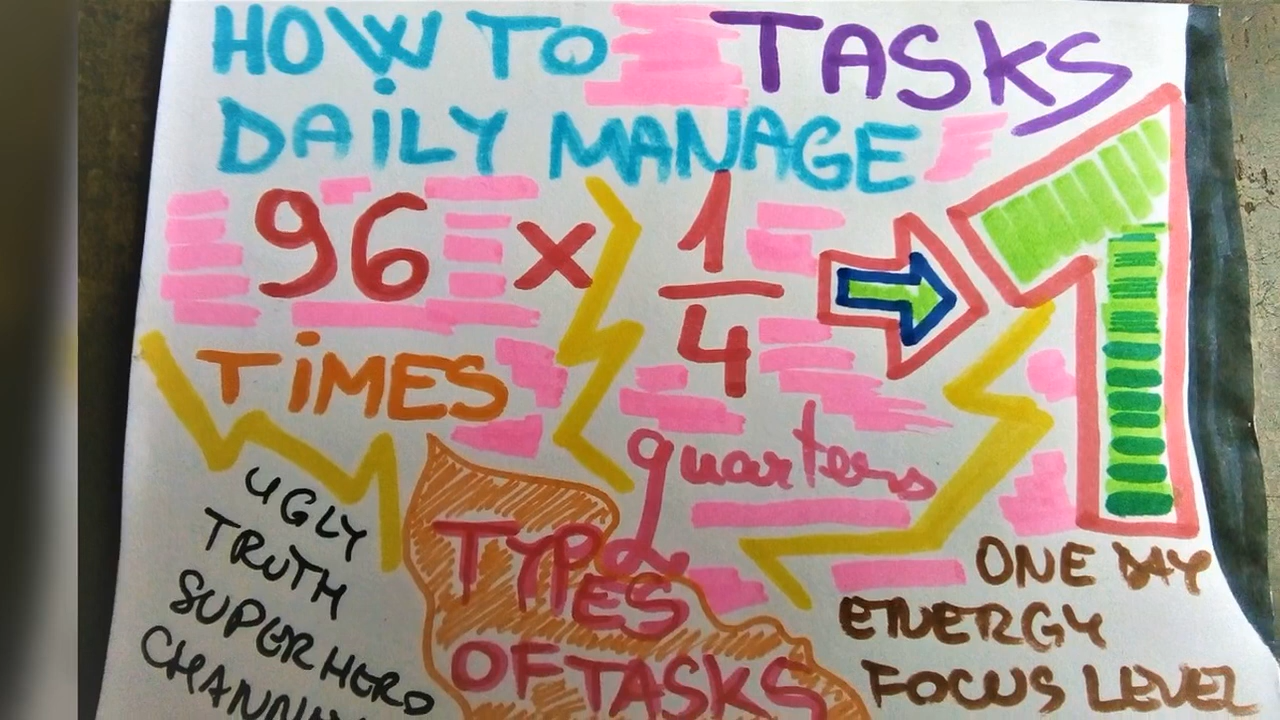 HOW TO TASKS
DAILY MANAGE
96 x 1/4 1
TIMES
quarters
UGLY
TRUTH
SUPERHERO
TYPES
OF TASKS
ONE DAY
ENERGY
FOCUS LEVEL